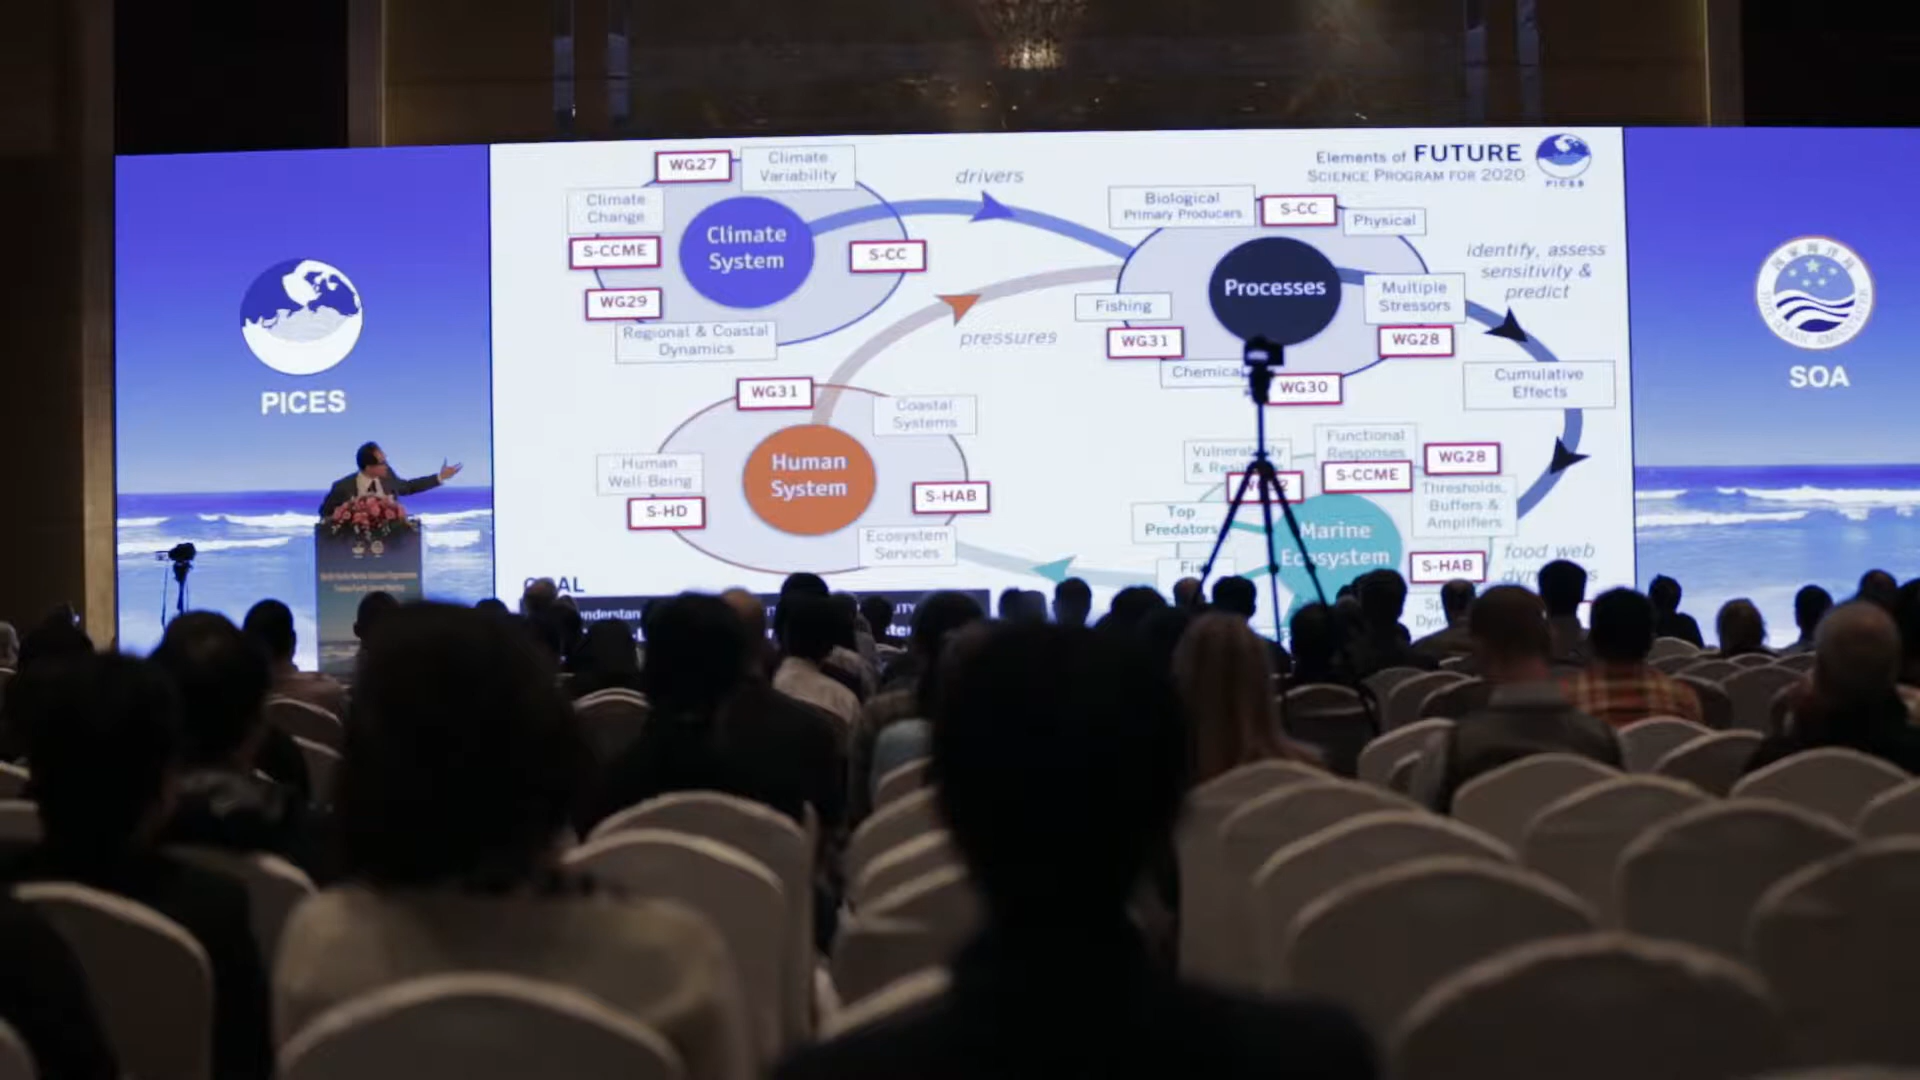 PICES
WG27
Climate
Variability
Climate
Change
S-CCME
Climate
System
S-CC
WG29
Regional & Coastal
Dynamics
drivers
pressures
Elements of FUTURE
SCIENCE PROGRAM FOR 2020
PICES
Biological
Primary Producers
S-CC
Physical
Processes
identify, assess
sensitivity &
predict
Multiple
Stressors
Fishing
WG31
WG28
Chemica
WG30
Cumulative
Effects
WG31
Coastal
Systems
Human
System
Human
Well-Being
S-HD
S-HAB
Ecosystem
Services
Functional
Responses
S-CCME
WG28
Thresholds,
Buffers &
Amplifiers
Top
Predators
Marine
Ecosystem
S-HAB
food web
SOA